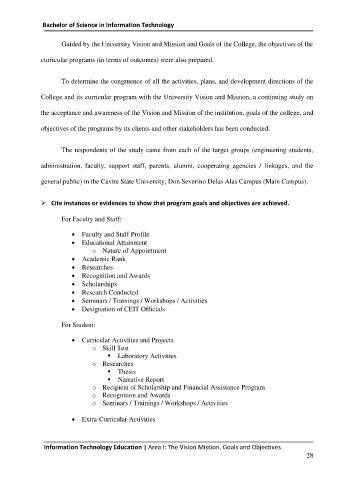 Bachelor of Science in Information Technology
Guided by the University Vision and Mission and Goals of the College, the objectives of the
curricular programs (in terms of outcomes) were also prepared.
To determine the congruence of all the activities, plans, and development directions of the
College and its curricular program with the University Vision and Mission, a continuing study on
the acceptance and awareness of the Vision and Mission of the institution, goals of the college, and
objectives of the programs by its clients and other stakeholders has been conducted.
The respondents of the study came from each of the target groups (engineering students,
administration, faculty, support staff, parents, alumni, cooperating agencies / linkages, and the
general public) in the Cavite State University, Don Severino Delas Alas Campus (Main Campus).
➢ Cite instances or evidences to show that program goals and objectives are achieved.
For Faculty and Staff:
• Faculty and Staff Profile
• Educational Attainment
o Nature of Appointment
• Academic Rank
• Researches
• Recognition and Awards
• Scholarships
• Research Conducted
• Seminars / Trainings / Workshops / Activities
• Designation of CEIT Officials
For Student:
• Curricular Activities and Projects
o Skill Test
▪ Laboratory Activities
o Researches
▪ Thesis
▪ Narrative Report
o Recipient of Scholarship and Financial Assistance Program
o Recognition and Awards
o Seminars / Trainings / Workshops / Activities
• Extra-Curricular Activities
Information Technology Education | Area I: The Vision Mission, Goals and Objectives
28